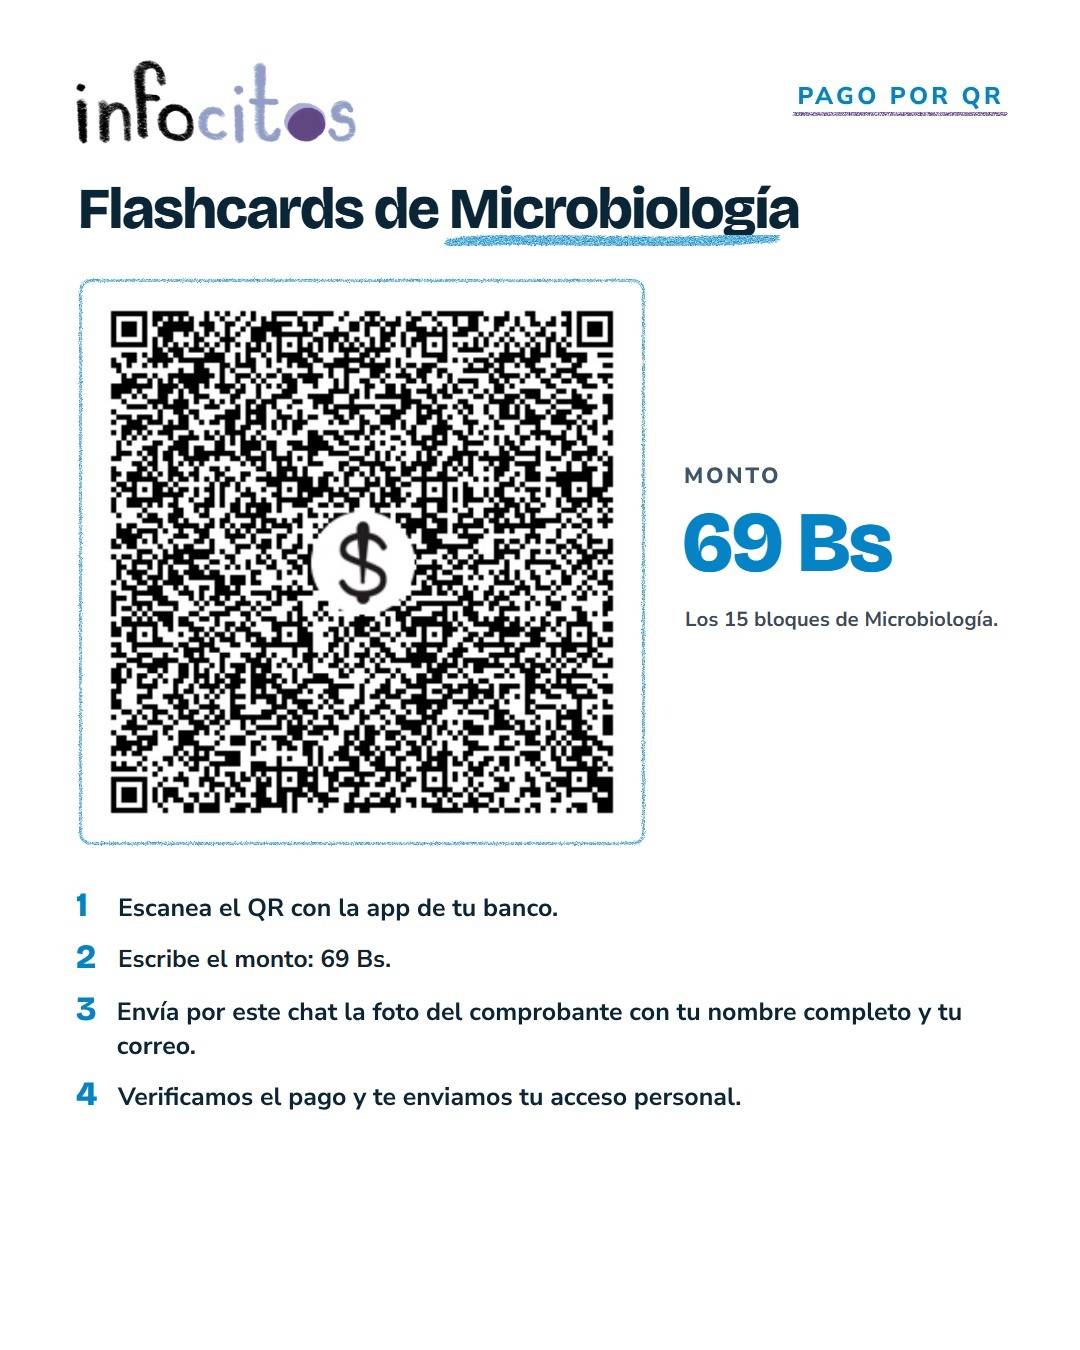 infocitos
PAGO POR QR
Flashcards de Microbiología
$
MONTO
69 Bs
Los 15 bloques de Microbiología.
1 Escanea el QR con la app de tu banco.
2 Escribe el monto: 69 Bs.
3 Envía por este chat la foto del comprobante con tu nombre completo y tu
correo.
4 Verificamos el pago y te enviamos tu acceso personal.